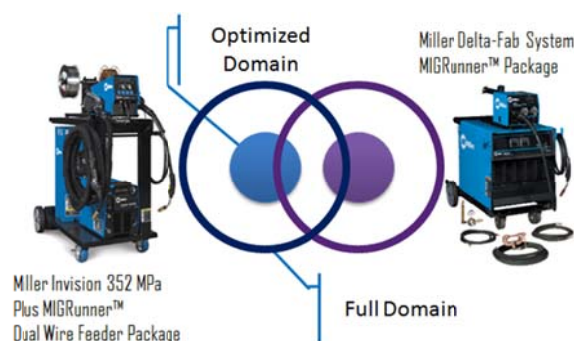 Optimized
Domain
Miller Delta-Fab System
MIGRunner™ Package
Miller Invision 352 MPa
Plus MIGRunner™
Dual Wire Feeder Package
Full Domain